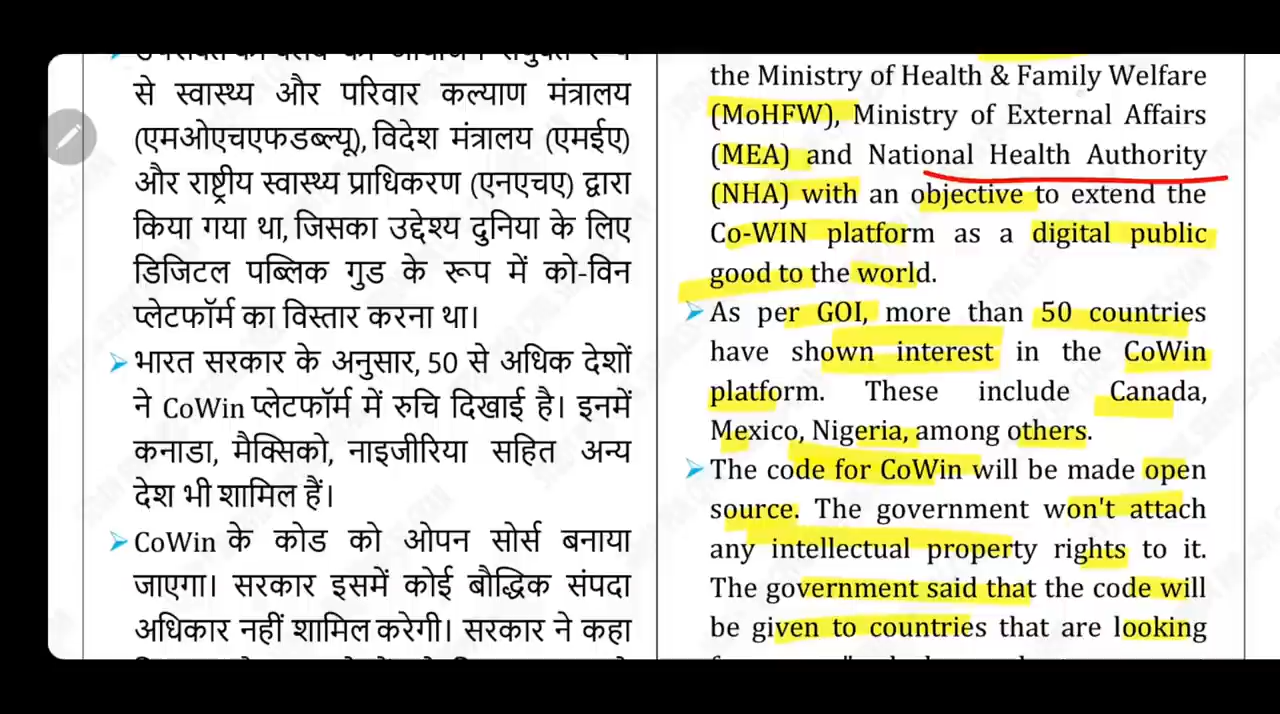 से स्वास्थ्य और परिवार कल्याण मंत्रालय
(एमओएचएफडब्ल्यू), विदेश मंत्रालय (एमईए)
और राष्ट्रीय स्वास्थ्य प्राधिकरण (एनएचए) द्वारा
किया गया था, जिसका उद्देश्य दुनिया के लिए
डिजिटल पब्लिक गुड के रूप में को-विन
प्लेटफॉर्म का विस्तार करना था।
भारत सरकार के अनुसार, 50 से अधिक देशों
ने CoWin प्लेटफॉर्म में रुचि दिखाई है। इनमें
कनाडा, मैक्सिको, नाइजीरिया सहित अन्य
देश भी शामिल हैं।
CoWin के कोड को ओपन सोर्स बनाया
जाएगा। सरकार इसमें कोई बौद्धिक संपदा
अधिकार नहीं शामिल करेगी। सरकार ने कहा
the Ministry of Health & Family Welfare
(MoHFW), Ministry of External Affairs
(MEA) and National Health Authority
(NHA) with an objective to extend the
Co-WIN platform as a digital public
good to the world.
As per GOI, more than 50 countries
have shown interest in the CoWin
platform. These include Canada,
Mexico, Nigeria, among others.
The code for CoWin will be made open
source. The government won't attach
any intellectual property rights to it.
The government said that the code will
be given to countries that are looking